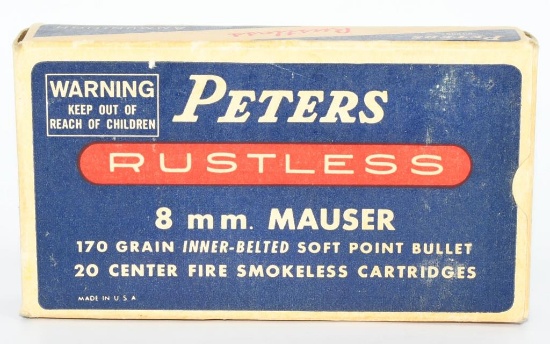 Rustless
WARNING
KEEP OUT OF
REACH OF CHILDREN
PETERS
RUSTLESS
8 mm. MAUSER
170 GRAIN INNER-BELTED SOFT POINT BULLET
20 CENTER FIRE SMOKELESS CARTRIDGES
MADE IN U.S.A